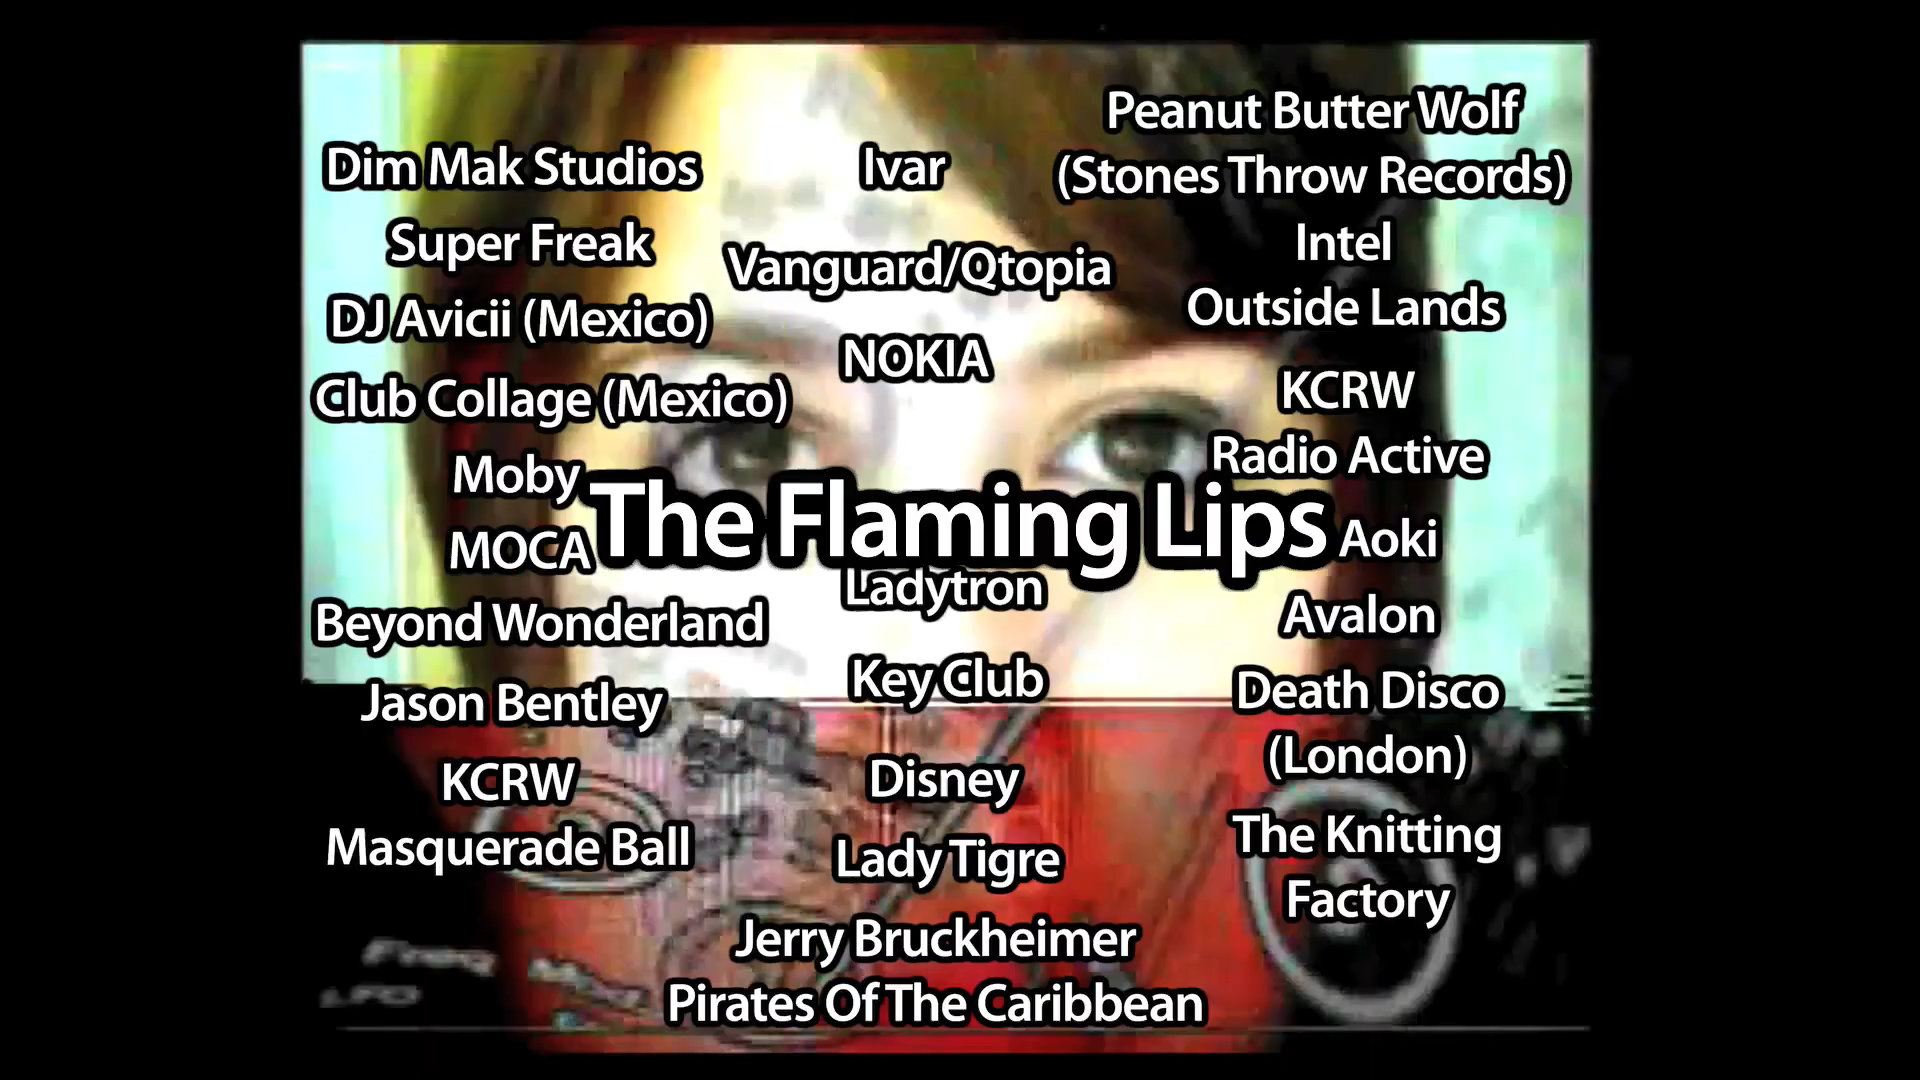 Dim Mak Studios
Super Freak
DJ Avicii (Mexico)
Club Collage (Mexico)
Moby
MOCA
Beyond Wonderland
Jason Bentley
KCRW
Masquerade Ball
Ivar
Vanguard/Qtopia
NOKIA
The Flaming Lips
Ladytron
Key Club
Disney
Lady Tigre
Jerry Bruckheimer
Pirates Of The Caribbean
Peanut Butter Wolf
(Stones Throw Records)
Intel
Outside Lands
KCRW
Radio Active
Aoki
Avalon
Death Disco
(London)
The Knitting
Factory
Freq Mod
LFO